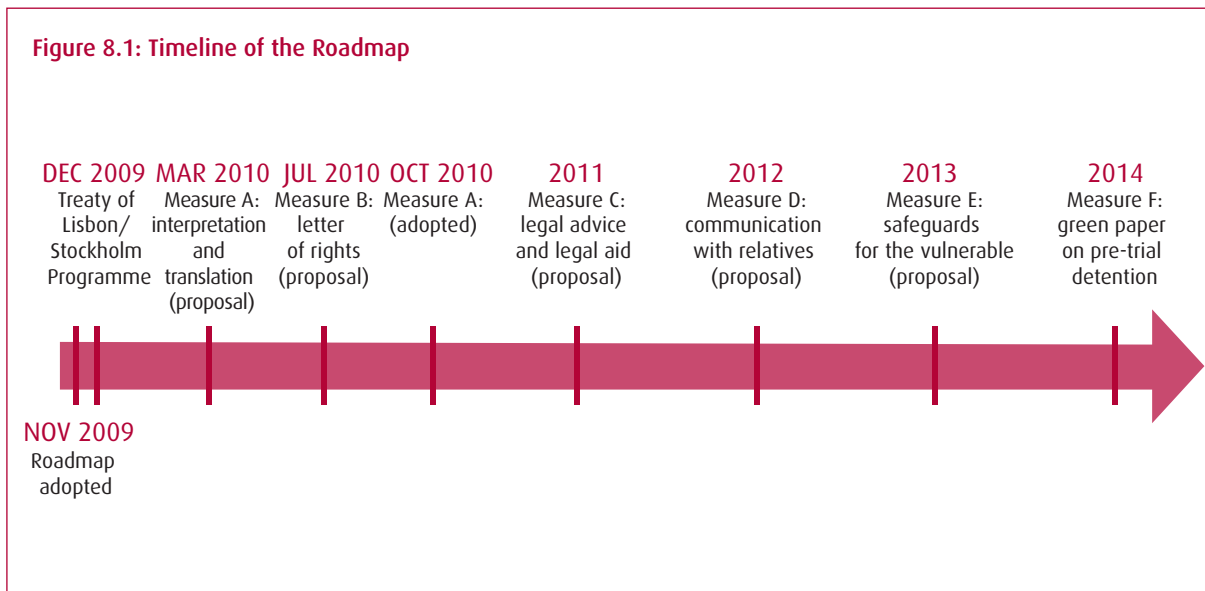 Figure 8.1: Timeline of the Roadmap
DEC 2009
Treaty of
Lisbon/
Stockholm
Programme
MAR 2010
Measure A:
interpretation
and
translation
(proposal)
JUL 2010
Measure B:
letter
of rights
(proposal)
OCT 2010
Measure A:
(adopted)
2011
Measure C:
legal advice
and legal aid
(proposal)
2012
Measure D:
communication
with relatives
(proposal)
2013
Measure E:
safeguards
for the vulnerable
(proposal)
2014
Measure F:
green paper
on pre-trial
detention
NOV 2009
Roadmap
adopted